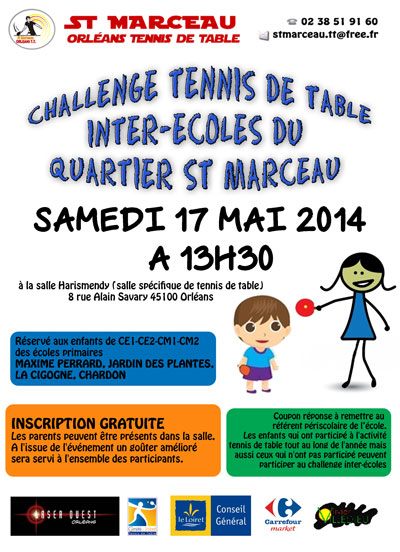 ST MARCEAU
ORLÉANS TENNIS DE TABLE
02 38 51 91 60
stmarceau.tt@free.fr
CHALLENGE TENNIS DE TABLE
INTER-ECOLES DU
QUARTIER ST MARCEAU
SAMEDI 17 MAI 2014
A 13H30
à la salle Harismendy (salle spécifique de tennis de table)
8 rue Alain Savary 45100 Orléans
Réservé aux enfants de CE1-CE2-CM1-CM2
des écoles primaires
MAXIME PERRARD, JARDIN DES PLANTES,
LA CIGOGNE, CHARDON
INSCRIPTION GRATUITE
Les parents peuvent être présents dans la salle.
A l'issue de l'événement un goûter amélioré
sera servi à l'ensemble des participants.
Coupon réponse à remettre au
référent périscolaire de l'école.
Les enfants qui ont participé à l'activité
tennis de table tout au long de l'année mais
aussi ceux qui n'ont pas participé peuvent
participer au challenge inter-écoles
LASER QUEST
ORLEANS
le Loiret
Conseil
Général
Carrefour
market